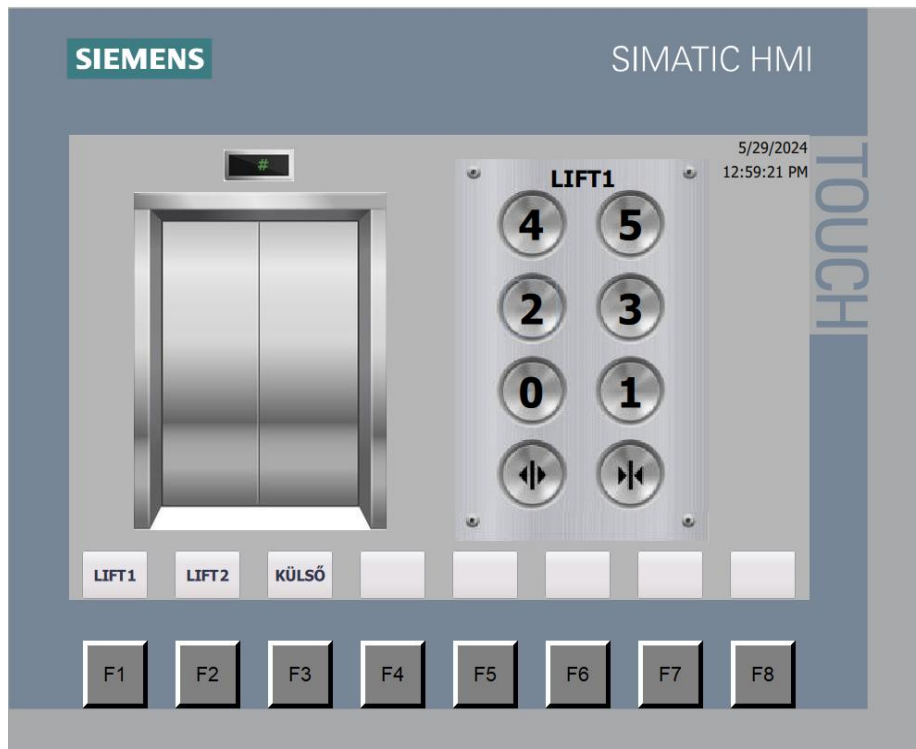 SIEMENS
SIMATIC HMI
TOUCH
5/29/2024
12:59:21 PM
#
LIFT1
4 5
2 3
0 1
LIFT1 LIFT2 KÜLSŐ
F1 F2 F3 F4 F5 F6 F7 F8